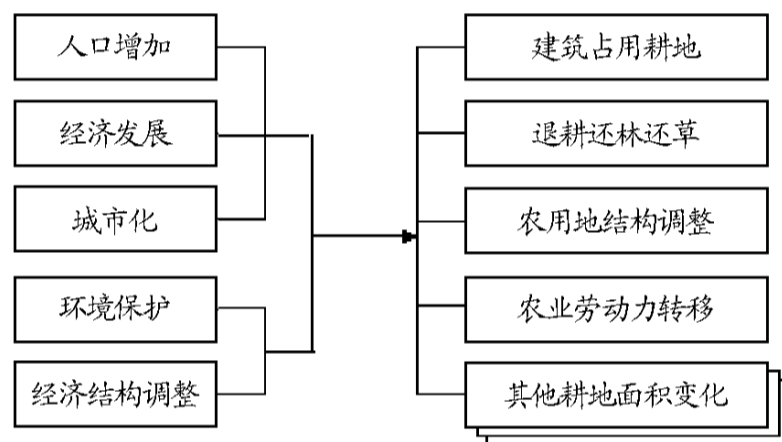 人口增加
经济发展
城市化
环境保护
经济结构调整
建筑占用耕地
退耕还林还草
农用地结构调整
农业劳动力转移
其他耕地面积变化